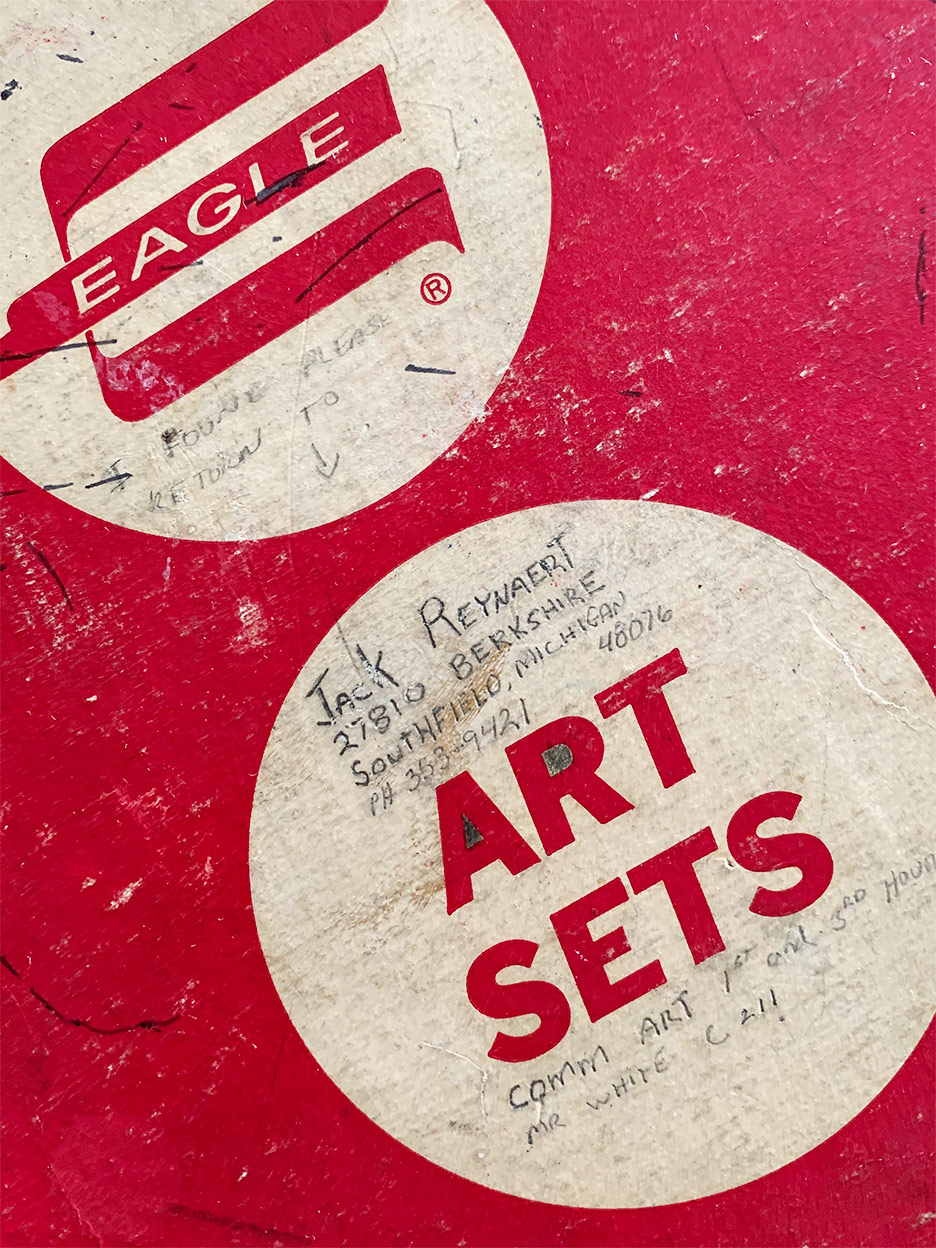 EAGLE
®
IF FOUND PLEASE
RETURN TO
↓
JACK REYNAERT
27810 BERKSHIRE
SOUTHFIELD, MICHIGAN 48076
PH 353-9421
ART
SETS
COMM ART 1ST and 3RD HOUR
MR WHITE C 211